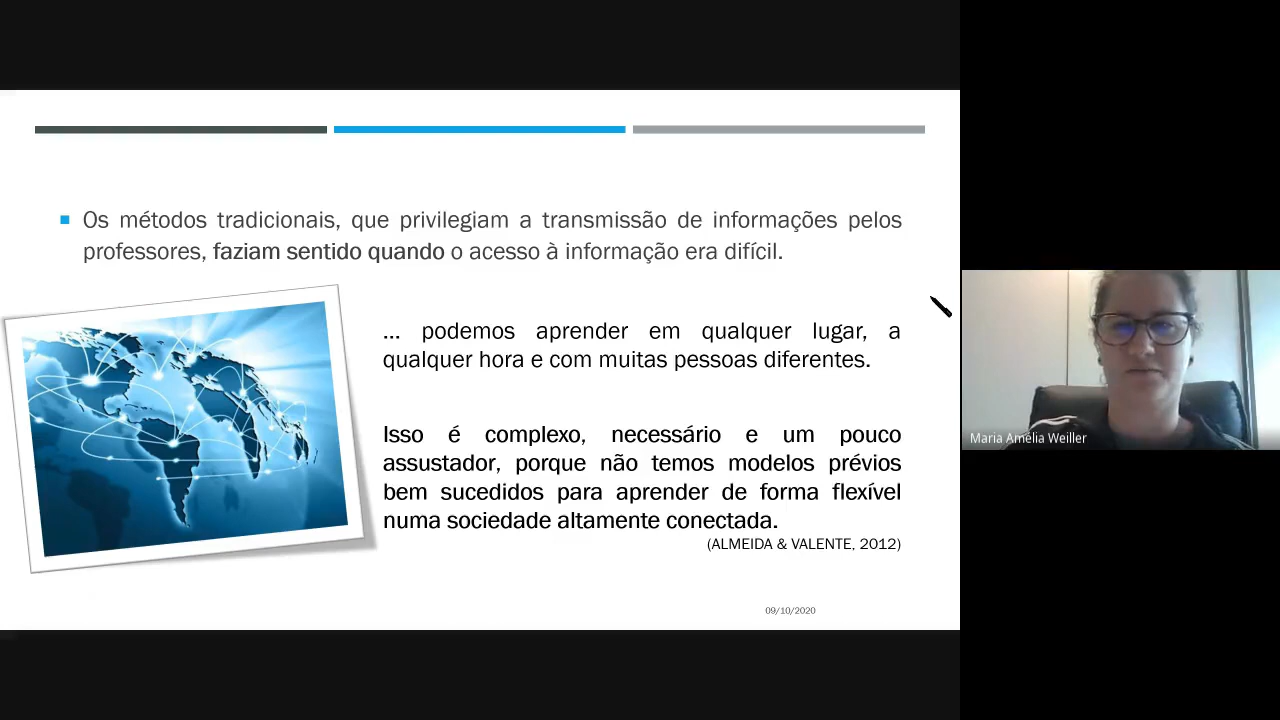 Os métodos tradicionais, que privilegiam a transmissão de informações pelos
professores, faziam sentido quando o acesso à informação era difícil.
... podemos aprender em qualquer lugar, a
qualquer hora e com muitas pessoas diferentes.
Isso é complexo, necessário e um pouco
assustador, porque não temos modelos prévios
bem sucedidos para aprender de forma flexível
numa sociedade altamente conectada.
(ALMEIDA & VALENTE, 2012)
09/10/2020
Maria Amélia Weiller